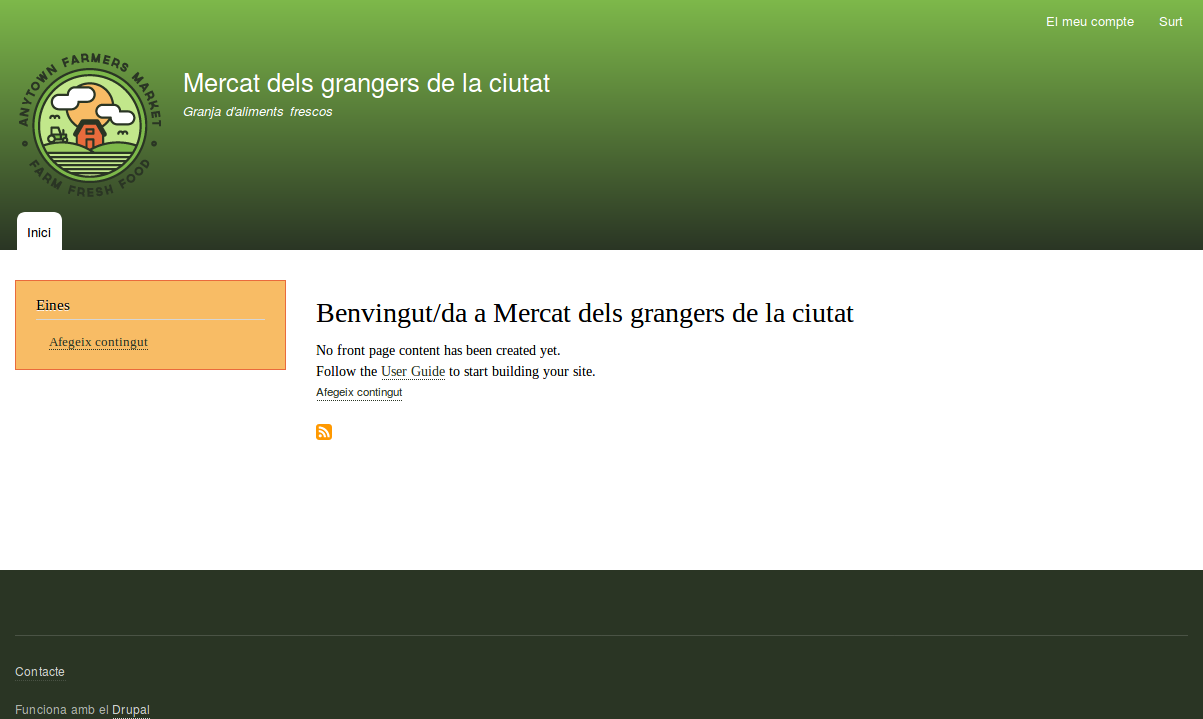 El meu compte Surt
ANYTOWN FARMERS MARKET
FARM FRESH FOOD
Mercat dels grangers de la ciutat
Granja d'aliments frescos
Inici
Eines
Afegeix contingut
Benvingut/da a Mercat dels grangers de la ciutat
No front page content has been created yet.
Follow the User Guide to start building your site.
Afegeix contingut
Contacte
Funciona amb el Drupal